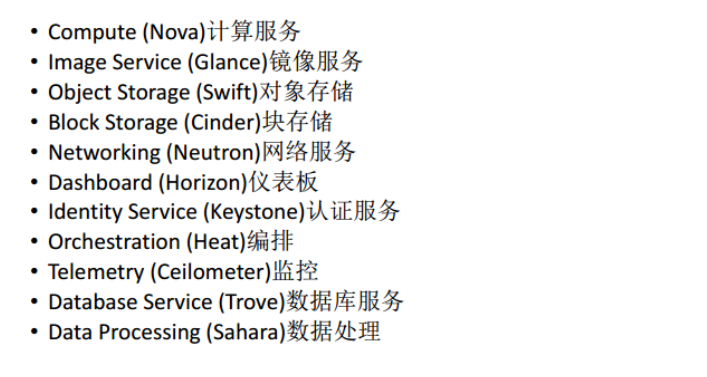 • Compute (Nova)计算服务
• Image Service (Glance)镜像服务
• Object Storage (Swift)对象存储
• Block Storage (Cinder)块存储
• Networking (Neutron)网络服务
• Dashboard (Horizon)仪表板
• Identity Service (Keystone)认证服务
• Orchestration (Heat)编排
• Telemetry (Ceilometer)监控
• Database Service (Trove)数据库服务
• Data Processing (Sahara)数据处理